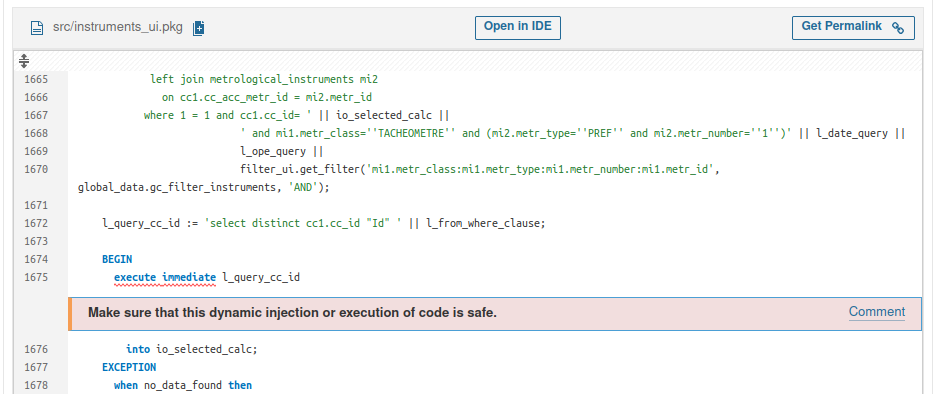 src/instruments_ui.pkg
Open in IDE
Get Permalink
1665 left join metrological_instruments mi2
1666 on cc1.cc_acc_metr_id = mi2.metr_id
1667 where 1 = 1 and cc1.cc_id= ' || io_selected_calc ||
1668 ' and mi1.metr_class=''TACHEOMETRE'' and (mi2.metr_type=''PREF'' and mi2.metr_number=''1'')' || l_date_query ||
1669 l_ope_query ||
1670 filter_ui.get_filter('mi1.metr_class:mi1.metr_type:mi1.metr_number:mi1.metr_id',
global_data.gc_filter_instruments, 'AND');
1671
1672 l_query_cc_id := 'select distinct cc1.cc_id "Id" ' || l_from_where_clause;
1673
1674 BEGIN
1675 execute immediate l_query_cc_id
Make sure that this dynamic injection or execution of code is safe.
Comment
1676 into io_selected_calc;
1677 EXCEPTION
1678 when no_data_found then